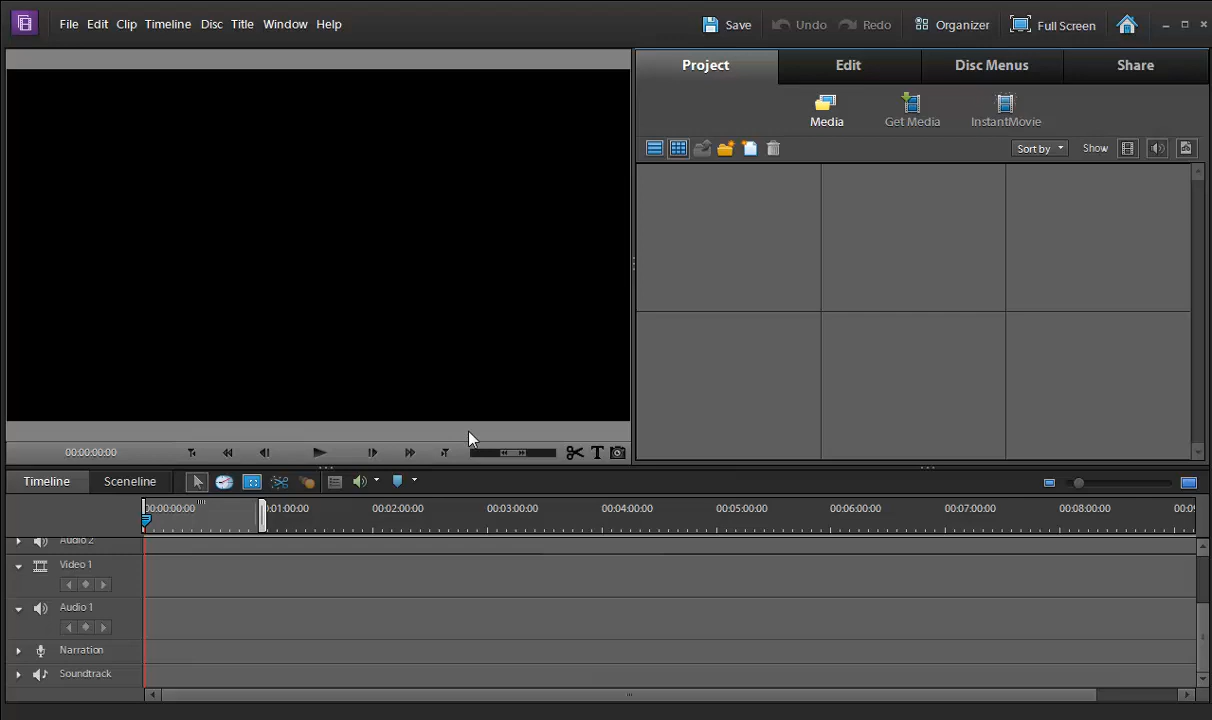 File Edit Clip Timeline Disc Title Window Help Save Undo Redo Organizer Full Screen
Project Edit Disc Menus Share
Media Get Media InstantMovie
Sort by Show
00:00:00:00
Timeline Sceneline
00:00:00:00 00:01:00:00 00:02:00:00 00:03:00:00 00:04:00:00 00:05:00:00 00:06:00:00 00:07:00:00 00:08:00:00
Audio 2
Video 1
Audio 1
Narration
Soundtrack